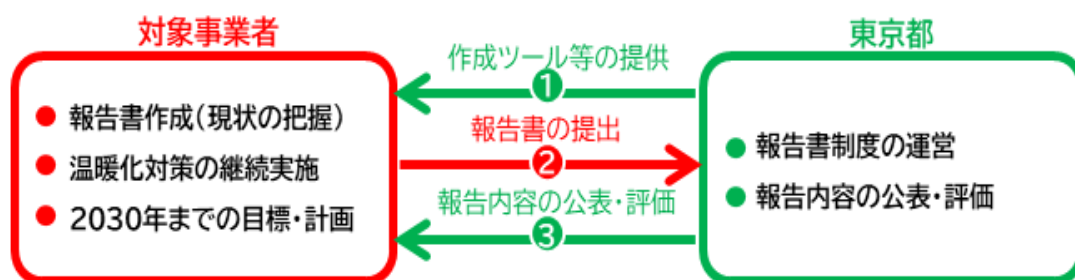 対象事業者
● 報告書作成（現状の把握）
● 温暖化対策の継続実施
● 2030年までの目標・計画
作成ツール等の提供
1
報告書の提出
2
報告内容の公表・評価
3
東京都
● 報告書制度の運営
● 報告内容の公表・評価